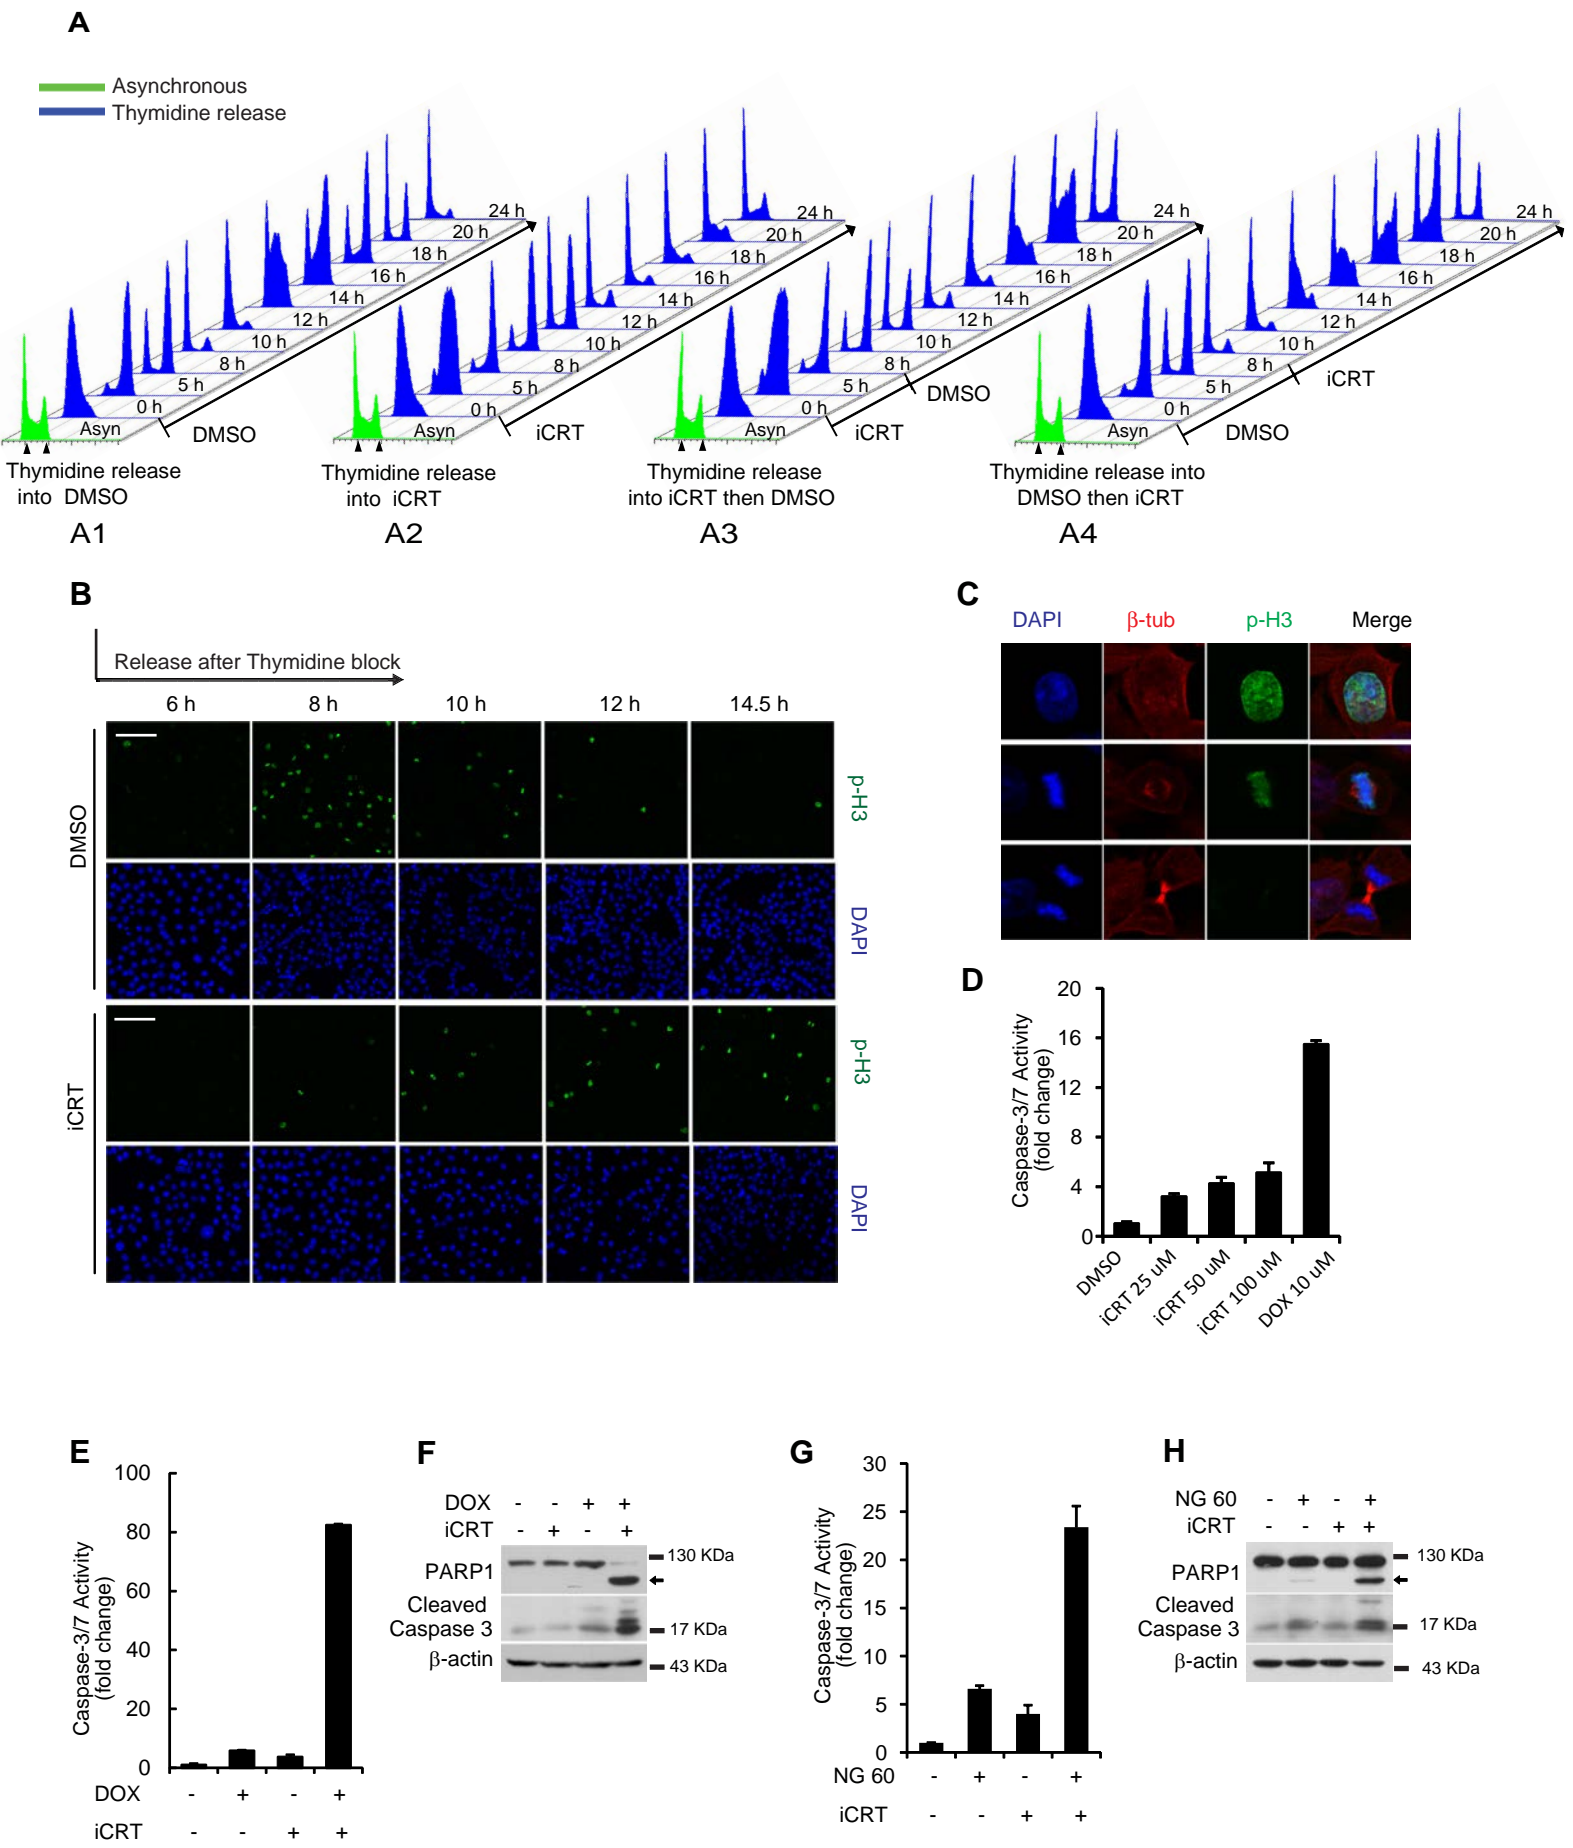 A
Asynchronous
Thymidine release
24 h
20 h
18 h
16 h
14 h
12 h
10 h
8 h
5 h
0 h
Asyn
DMSO
Thymidine release
into DMSO
A1
24 h
20 h
18 h
16 h
14 h
12 h
10 h
8 h
5 h
0 h
Asyn
iCRT
Thymidine release
into iCRT
A2
24 h
20 h
18 h
16 h
14 h
12 h
10 h
8 h
5 h
0 h
Asyn
DMSO
iCRT
Thymidine release
into iCRT then DMSO
A3
24 h
20 h
18 h
16 h
14 h
12 h
10 h
8 h
5 h
0 h
Asyn
iCRT
DMSO
Thymidine release into
DMSO then iCRT
A4
B
Release after Thymidine block
6 h 8 h 10 h 12 h 14.5 h
DMSO
p-H3
DAPI
iCRT
p-H3
DAPI
C
DAPI β-tub p-H3 Merge
D
Caspase-3/7 Activity
(fold change)
20
16
12
8
4
0
DMSO
iCRT 25 uM
iCRT 50 uM
iCRT 100 uM
DOX 10 uM
E
Caspase-3/7 Activity
(fold change)
100
80
60
40
20
0
DOX - + - +
iCRT - - + +
F
DOX - - + +
iCRT - + - +
PARP1
130 KDa
Cleaved
Caspase 3
17 KDa
β-actin
43 KDa
G
Caspase-3/7 Activity
(fold change)
30
25
20
15
10
5
0
NG 60 - + - +
iCRT - - + +
H
NG 60 - + - +
iCRT - - + +
PARP1
130 KDa
Cleaved
Caspase 3
17 KDa
β-actin
43 KDa